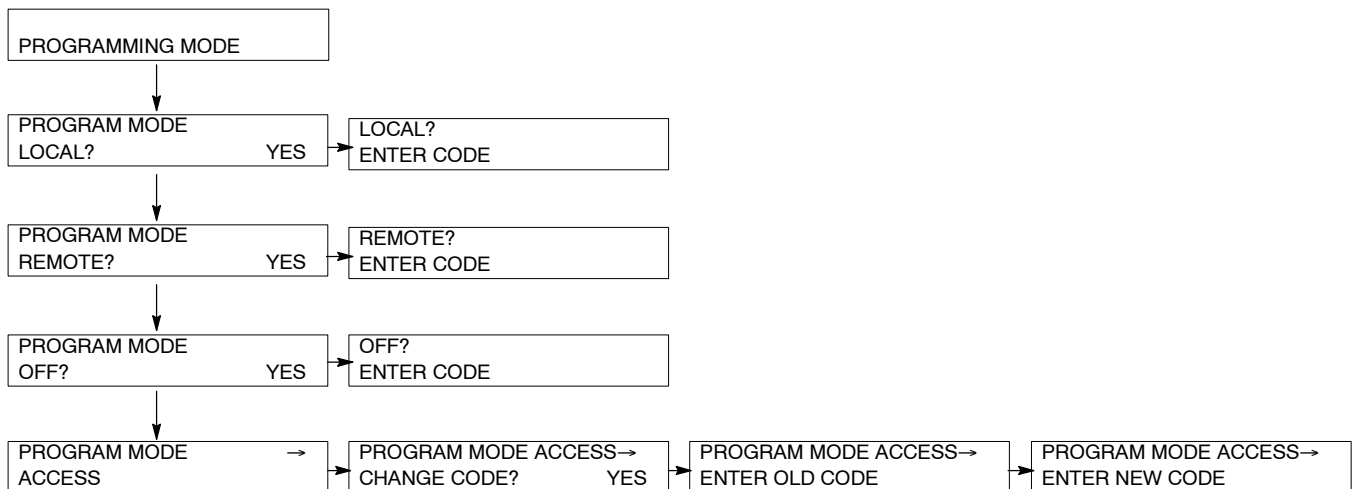 PROGRAMMING MODE
PROGRAM MODE
LOCAL? YES
LOCAL?
ENTER CODE
PROGRAM MODE
REMOTE? YES
REMOTE?
ENTER CODE
PROGRAM MODE
OFF? YES
OFF?
ENTER CODE
PROGRAM MODE →
ACCESS
PROGRAM MODE ACCESS→
CHANGE CODE? YES
PROGRAM MODE ACCESS→
ENTER OLD CODE
PROGRAM MODE ACCESS→
ENTER NEW CODE